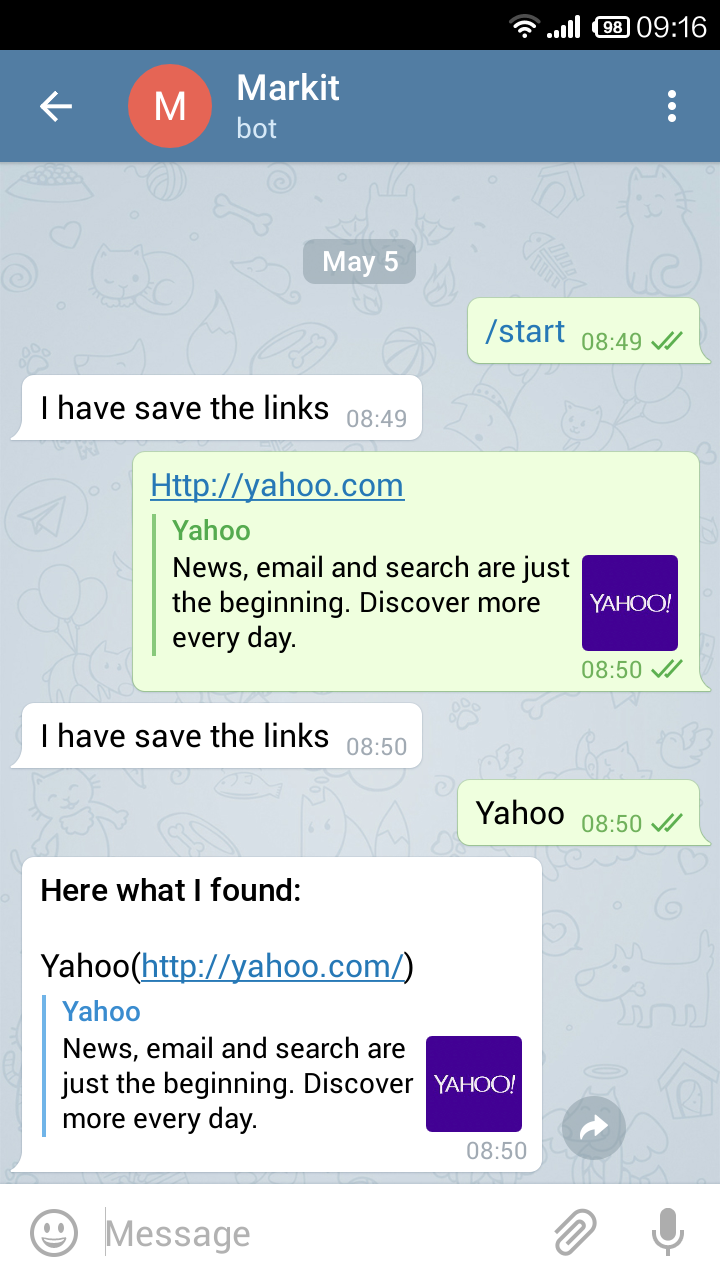 98 09:16
M
Markit
bot
May 5
/start 08:49
I have save the links 08:49
Http://yahoo.com
Yahoo
News, email and search are just
the beginning. Discover more
every day.
YAHOO!
08:50
I have save the links 08:50
Yahoo 08:50
Here what I found:
Yahoo(http://yahoo.com/)
Yahoo
News, email and search are
just the beginning. Discover
more every day.
YAHOO!
08:50
Message